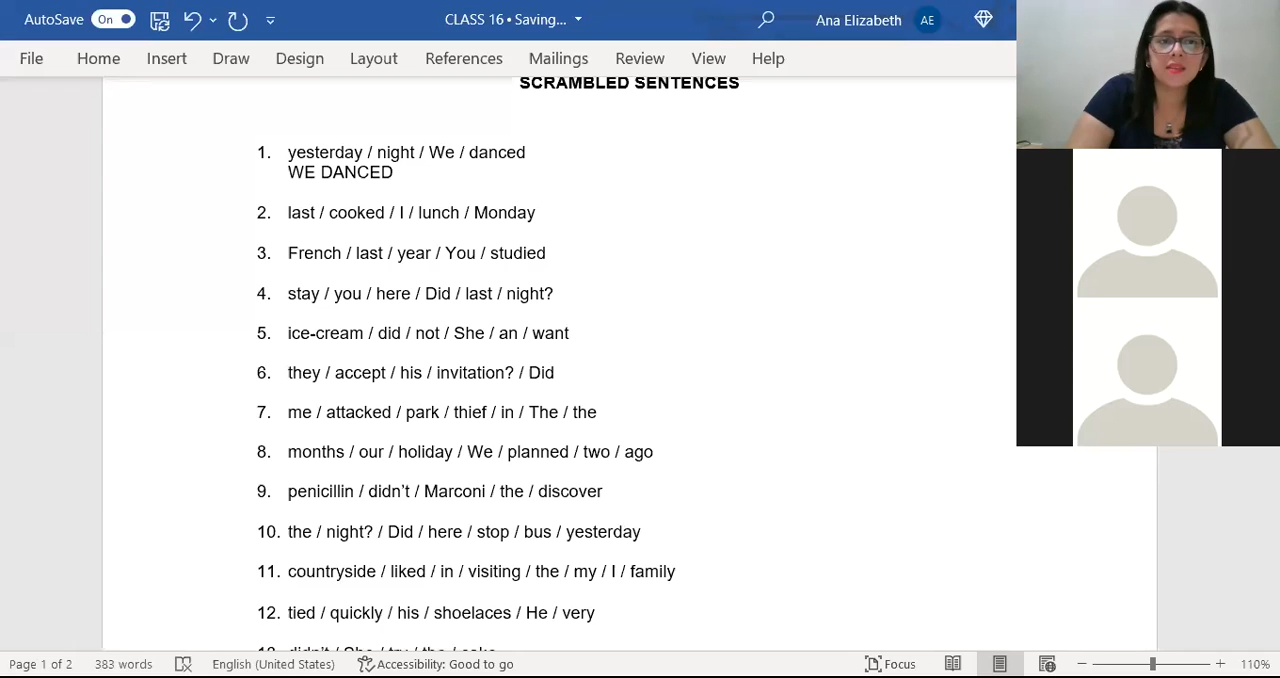 AutoSave On CLASS 16 • Saving... Ana Elizabeth AE
File Home Insert Draw Design Layout References Mailings Review View Help
SCRAMBLED SENTENCES
1. yesterday / night / We / danced
WE DANCED
2. last / cooked / I / lunch / Monday
3. French / last / year / You / studied
4. stay / you / here / Did / last / night?
5. ice-cream / did / not / She / an / want
6. they / accept / his / invitation? / Did
7. me / attacked / park / thief / in / The / the
8. months / our / holiday / We / planned / two / ago
9. penicillin / didn't / Marconi / the / discover
10. the / night? / Did / here / stop / bus / yesterday
11. countryside / liked / in / visiting / the / my / I / family
12. tied / quickly / his / shoelaces / He / very
13. didn't / She / try / the / cake
Page 1 of 2 383 words English (United States) Accessibility: Good to go Focus 110%